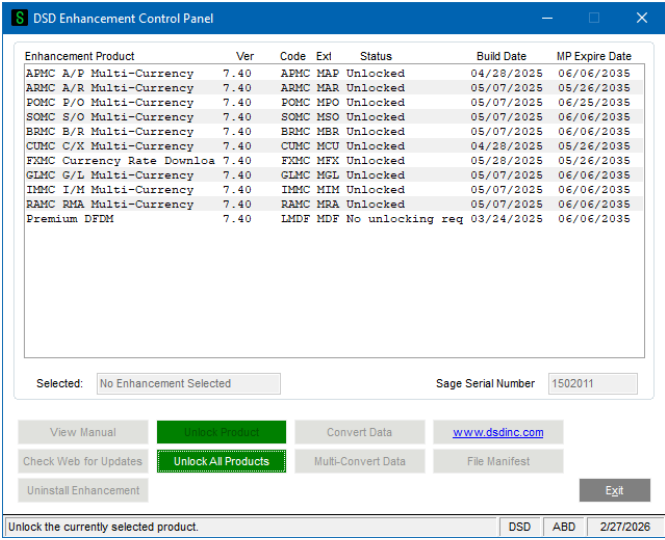 DSD Enhancement Control Panel
Enhancement Product Ver Code Ext Status Build Date MP Expire Date
APMC A/P Multi-Currency 7.40 APMC MAP Unlocked 04/28/2025 06/06/2035
ARMC A/R Multi-Currency 7.40 ARMC MAR Unlocked 05/07/2025 05/26/2035
POMC P/O Multi-Currency 7.40 POMC MPO Unlocked 05/07/2025 06/25/2035
SOMC S/O Multi-Currency 7.40 SOMC MSO Unlocked 05/07/2025 06/06/2035
BRMC B/R Multi-Currency 7.40 BRMC MBR Unlocked 05/07/2025 06/06/2035
CUMC C/X Multi-Currency 7.40 CUMC MCU Unlocked 04/28/2025 05/26/2035
FXMC Currency Rate Downloa 7.40 FXMC MFX Unlocked 05/28/2025 05/26/2035
GLMC G/L Multi-Currency 7.40 GLMC MGL Unlocked 05/07/2025 06/06/2035
IMMC I/M Multi-Currency 7.40 IMMC MIM Unlocked 05/07/2025 06/06/2035
RAMC RMA Multi-Currency 7.40 RAMC MRA Unlocked 05/07/2025 06/06/2035
Premium DFDM 7.40 LMDF MDF No unlocking req 03/24/2025 06/06/2035
Selected: No Enhancement Selected Sage Serial Number 1502011
View Manual Unlock Product Convert Data www.dsdinc.com
Check Web for Updates Unlock All Products Multi-Convert Data File Manifest
Uninstall Enhancement Exit
Unlock the currently selected product. DSD ABD 2/27/2026